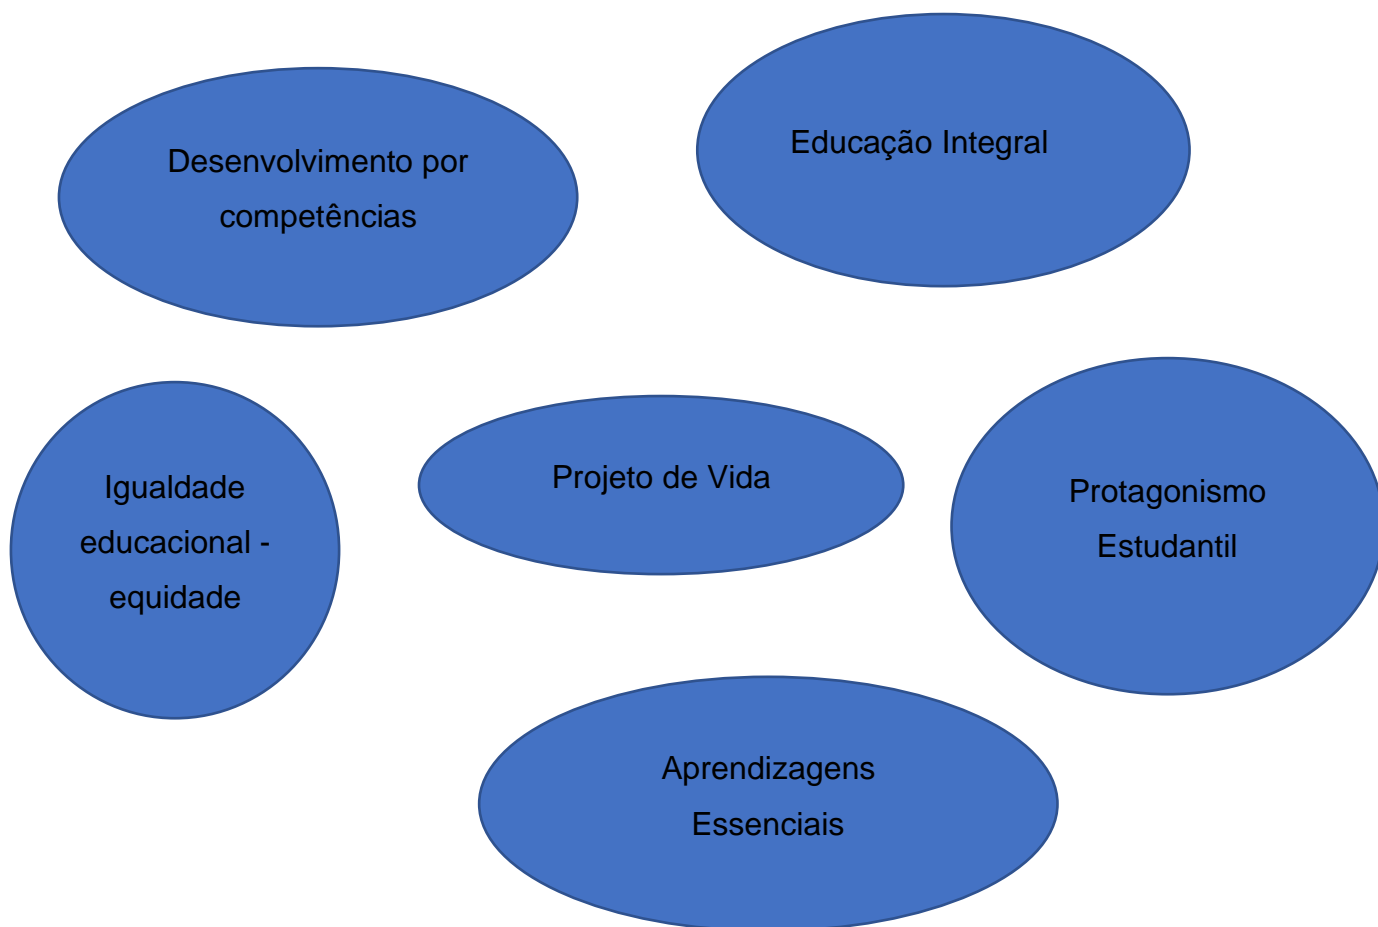 Desenvolvimento por
competências
Educação Integral
Igualdade
educacional -
equidade
Projeto de Vida
Protagonismo
Estudantil
Aprendizagens
Essenciais